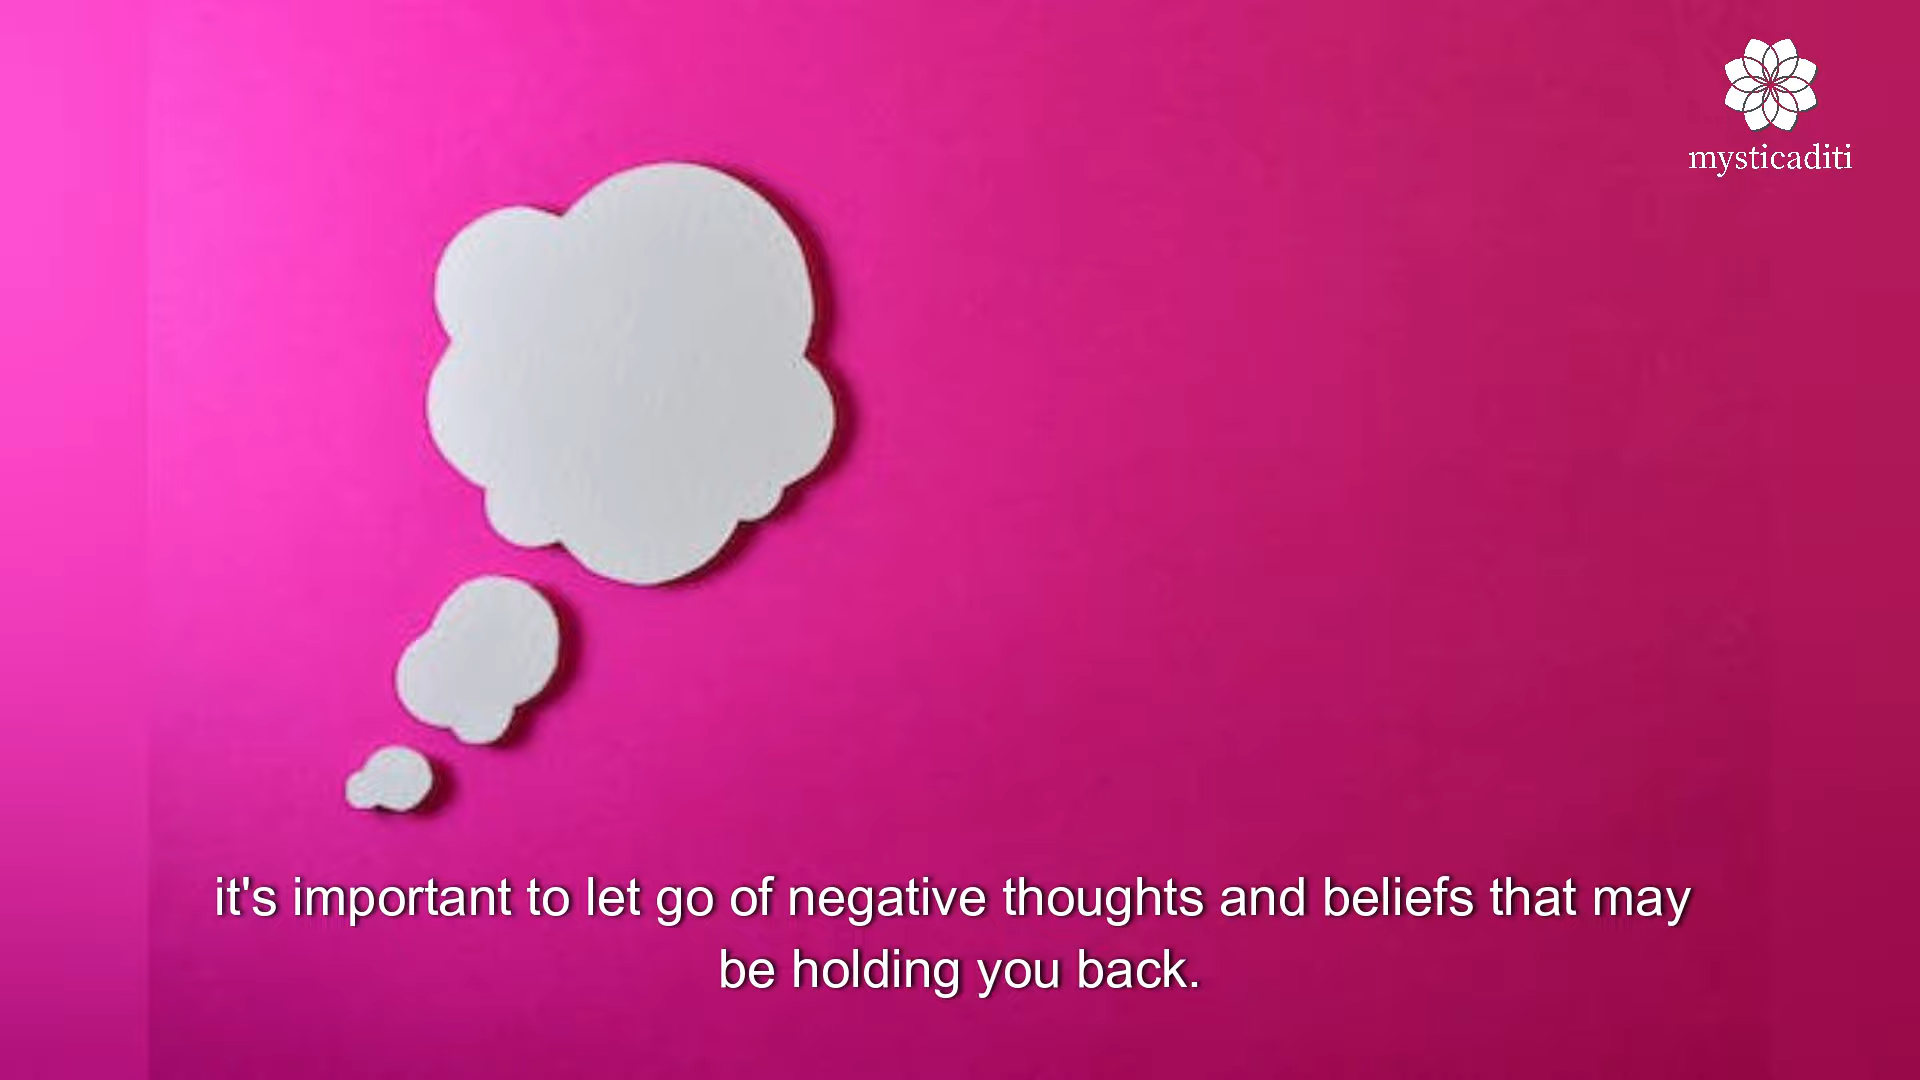 mysticaditi
it's important to let go of negative thoughts and beliefs that may
be holding you back.